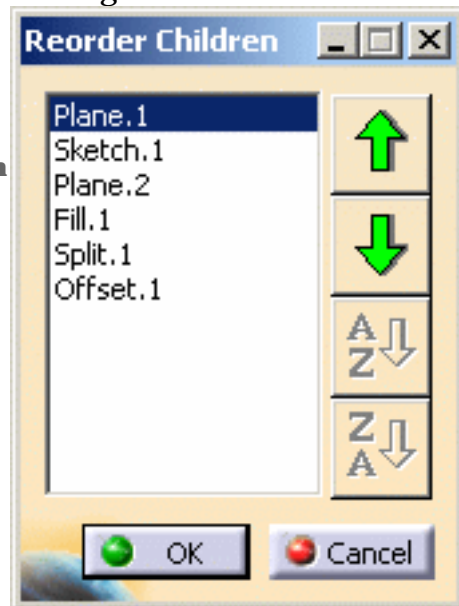 Reorder Children
Plane.1
Sketch.1
Plane.2
Fill.1
Split.1
Offset.1
A
Z
Z
A
OK
Cancel